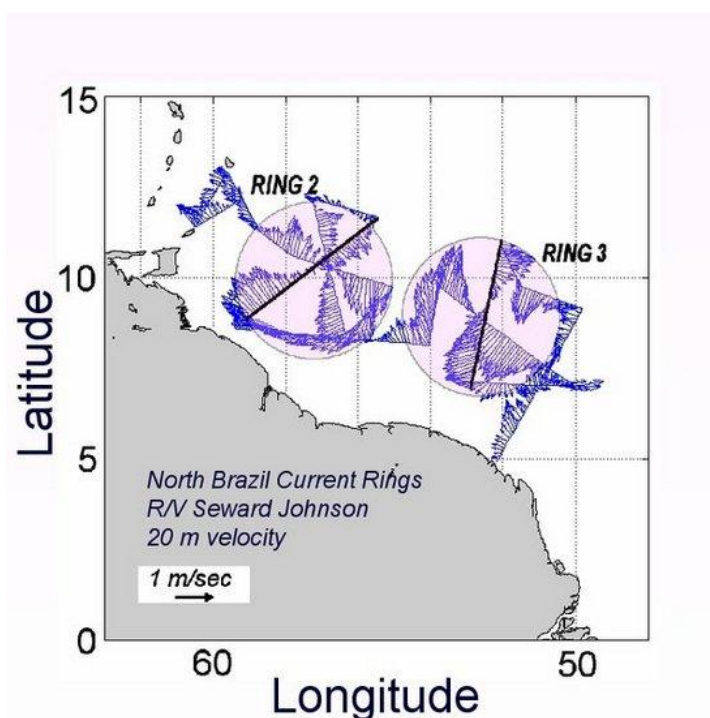 15
RING 2
RING 3
10
Latitude
5
North Brazil Current Rings
R/V Seward Johnson
20 m velocity
1 m/sec
0
60
50
Longitude